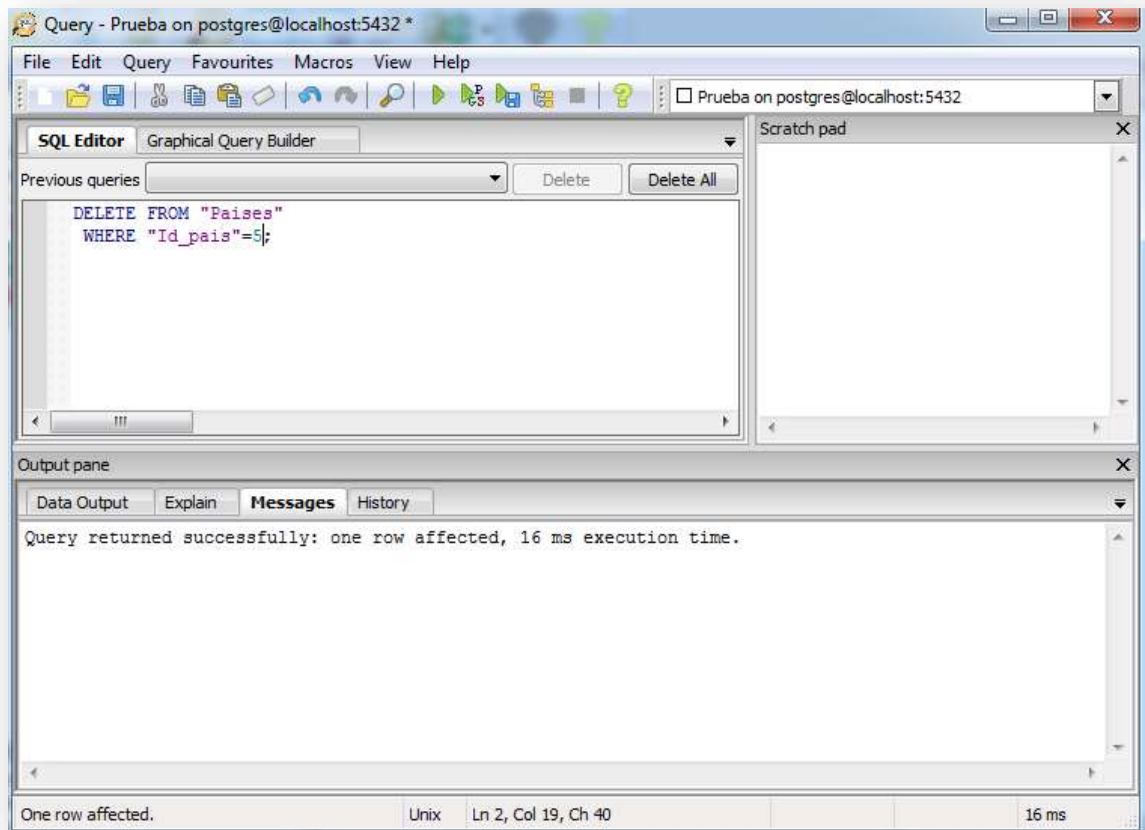 Query - Prueba on postgres@localhost:5432 *
File Edit Query Favourites Macros View Help
Prueba on postgres@localhost:5432
SQL Editor Graphical Query Builder
Scratch pad
Previous queries Delete Delete All
DELETE FROM "Paises"
WHERE "Id_pais"=5;
Output pane
Data Output Explain Messages History
Query returned successfully: one row affected, 16 ms execution time.
One row affected. Unix Ln 2, Col 19, Ch 40 16 ms